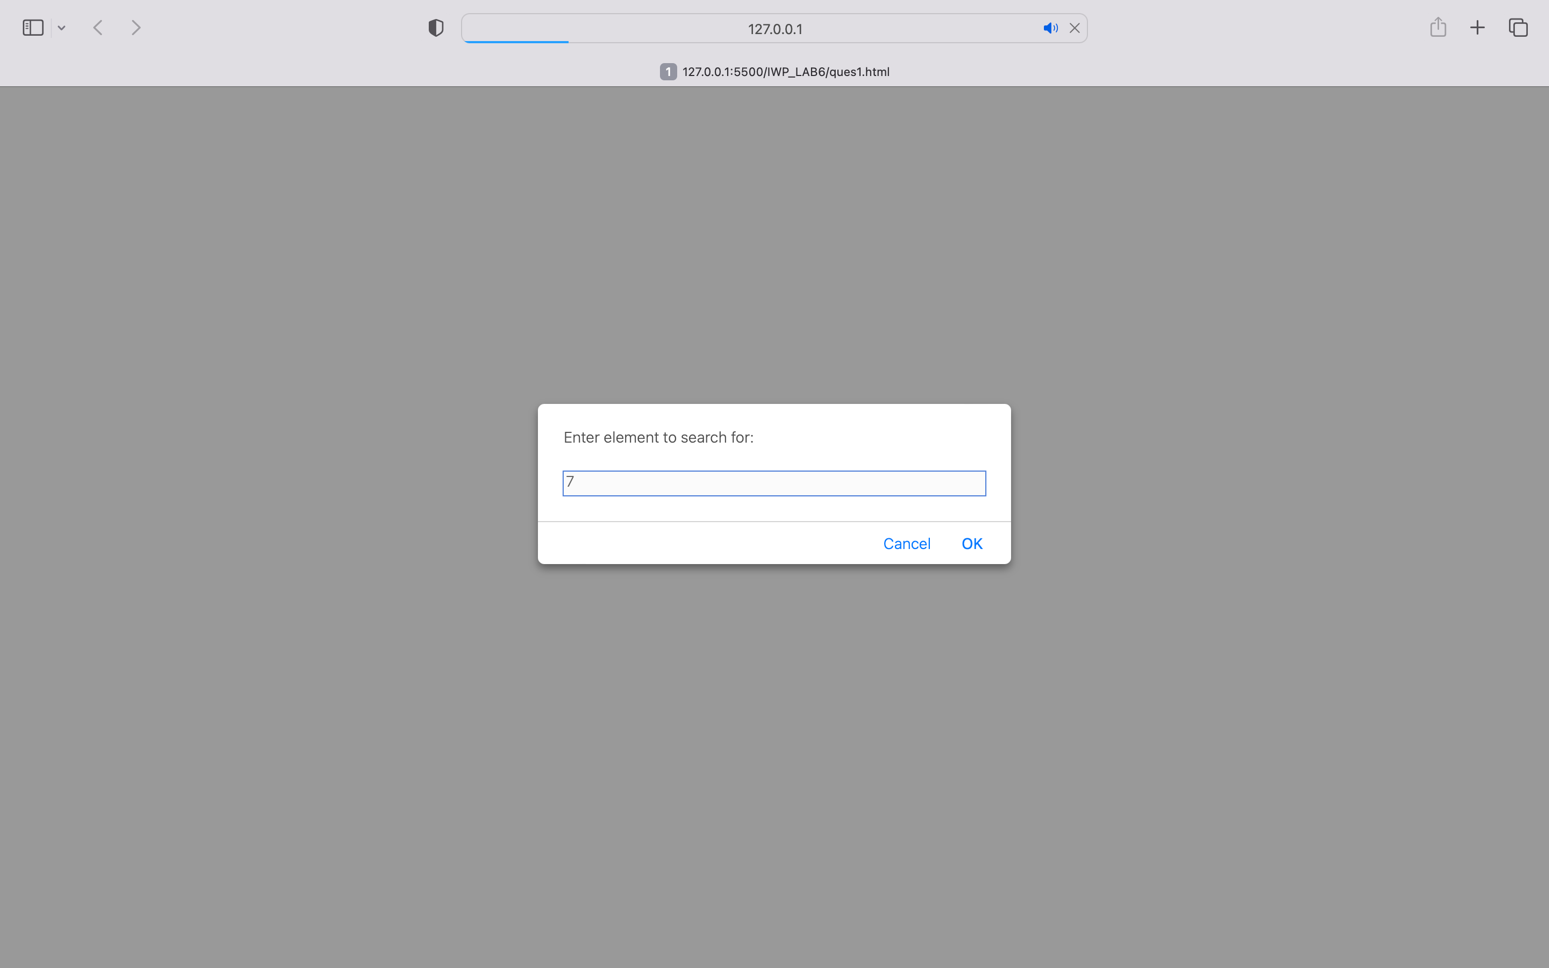 127.0.0.1
1 127.0.0.1:5500/IWP_LAB6/ques1.html
Enter element to search for:
7
Cancel OK